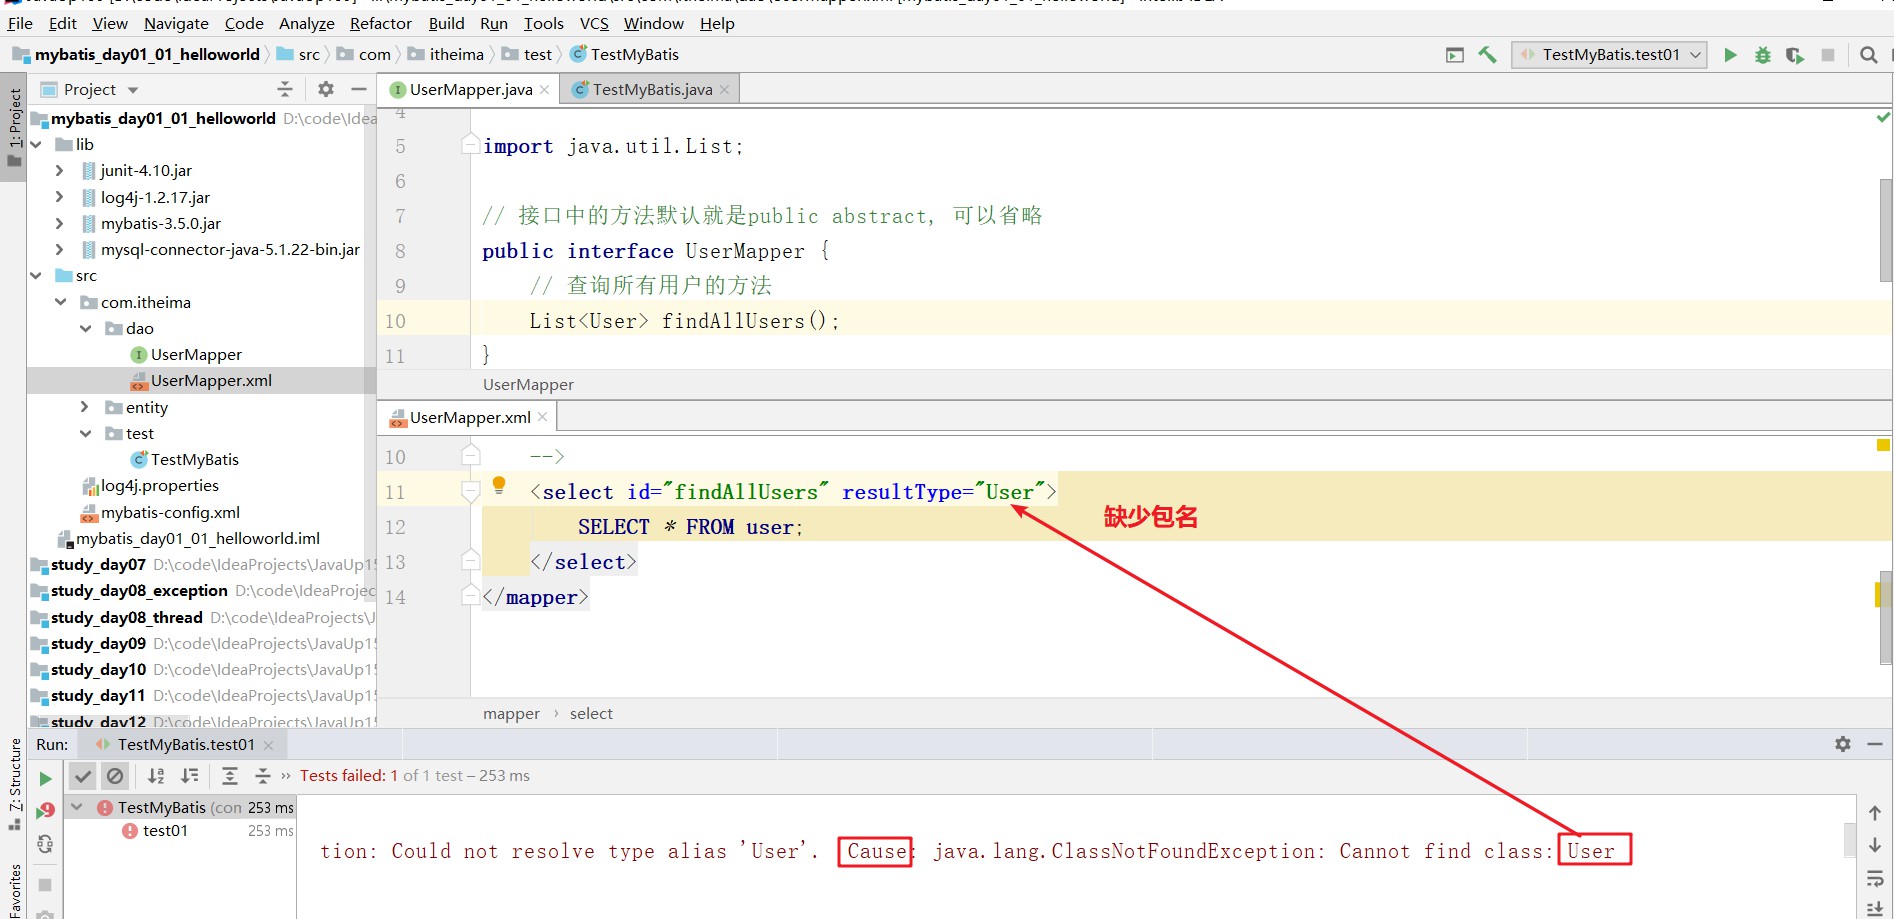 File Edit View Navigate Code Analyze Refactor Build Run Tools VCS Window Help
mybatis_day01_01_helloworld src com itheima test TestMyBatis
TestMyBatis.test01
1: Project
Project
mybatis_day01_01_helloworld D:\code\Idea
lib
junit-4.10.jar
log4j-1.2.17.jar
mybatis-3.5.0.jar
mysql-connector-java-5.1.22-bin.jar
src
com.itheima
dao
UserMapper
UserMapper.xml
entity
test
TestMyBatis
log4j.properties
mybatis-config.xml
mybatis_day01_01_helloworld.iml
study_day07 D:\code\IdeaProjects\JavaUp15
study_day08_exception D:\code\IdeaProjec
study_day08_thread D:\code\IdeaProjects\J
study_day09 D:\code\IdeaProjects\JavaUp15
study_day10 D:\code\IdeaProjects\JavaUp15
study_day11 D:\code\IdeaProjects\JavaUp15
study_day12 D:\code\IdeaProjects\JavaUp15
UserMapper.java TestMyBatis.java
4
5 import java.util.List;
6
7 // 接口中的方法默认就是public abstract, 可以省略
8 public interface UserMapper {
9 // 查询所有用户的方法
10 List<User> findAllUsers();
11 }
UserMapper
UserMapper.xml
10 -->
11 <select id="findAllUsers" resultType="User">
缺少包名
12 SELECT * FROM user;
13 </select>
14 </mapper>
mapper › select
Z: Structure
Favorites
Run: TestMyBatis.test01
» Tests failed: 1 of 1 test – 253 ms
TestMyBatis (con 253 ms
test01 253 ms
tion: Could not resolve type alias 'User'. Cause: java.lang.ClassNotFoundException: Cannot find class: User